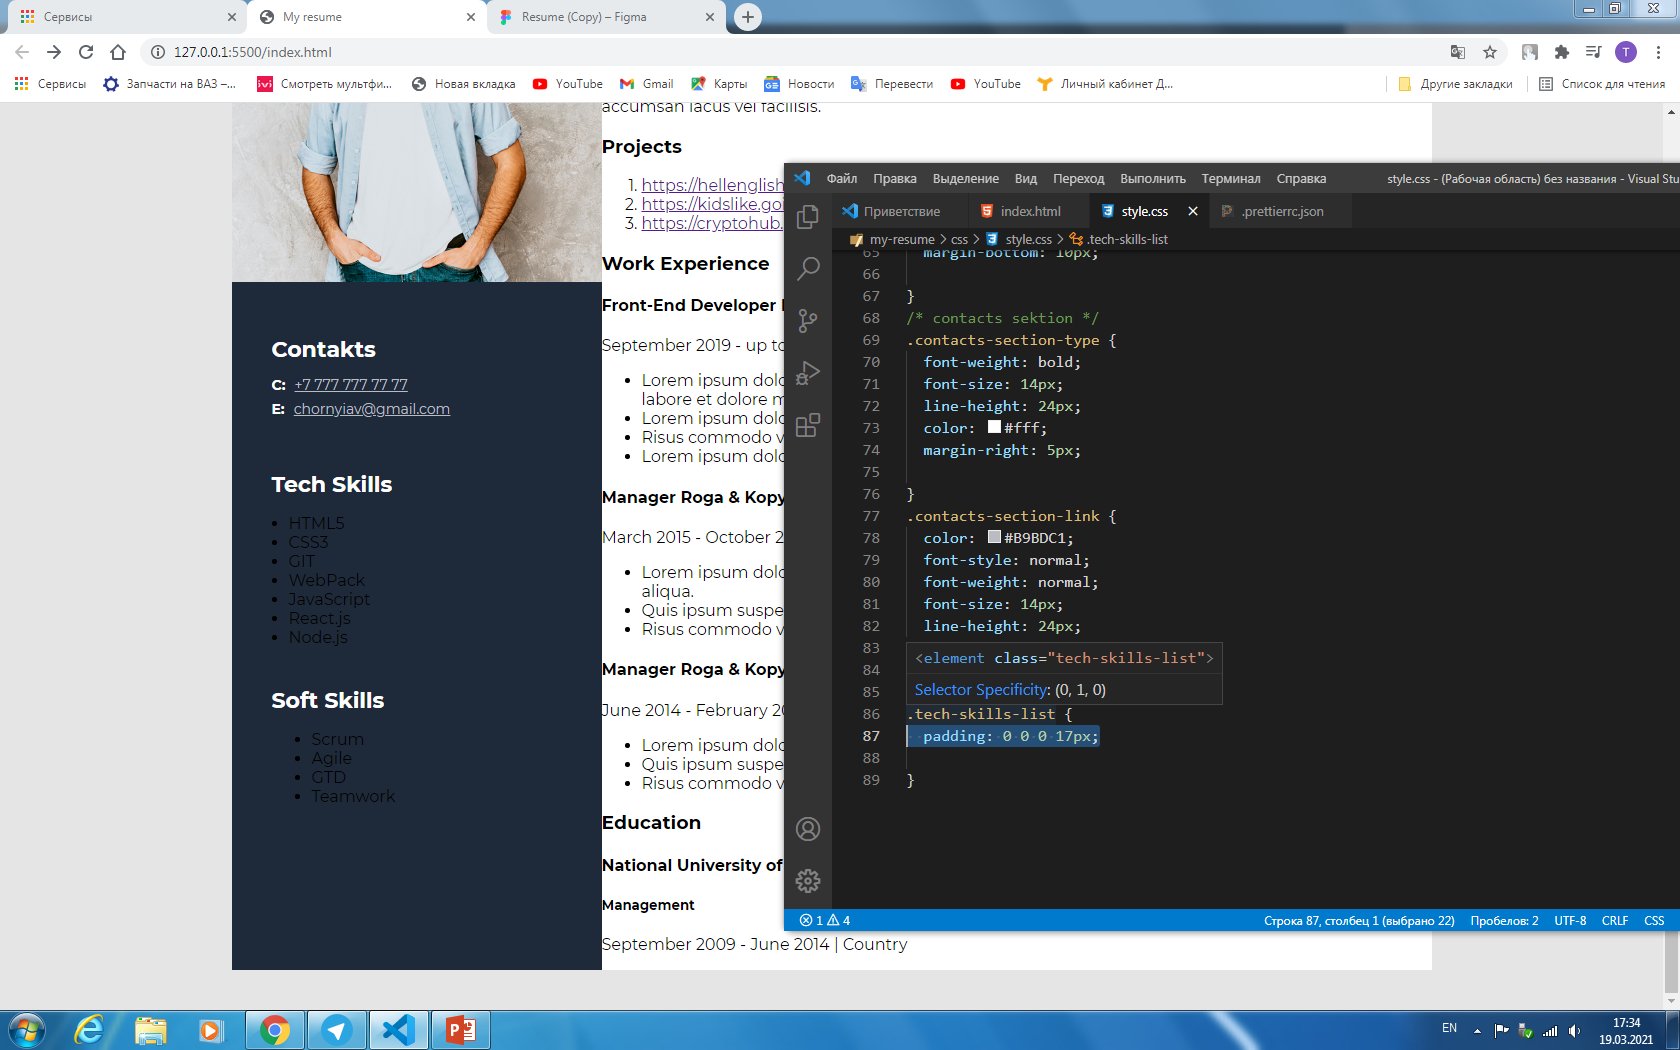 Сервисы
My resume
Resume (Copy) – Figma
127.0.0.1:5500/index.html
T
Сервисы
Запчасти на ВАЗ –...
ivi
Смотреть мультфи...
Новая вкладка
YouTube
Gmail
Карты
Новости
Перевести
YouTube
Личный кабинет Д...
Другие закладки
Список для чтения
accumsan lacus vel facilisis.
Projects
1. https://hellenglish
2. https://kidslike.go
3. https://cryptohub.
Work Experience
Front-End Developer
September 2019 - up to
Lorem ipsum dolo
labore et dolore m
Lorem ipsum dolo
Risus commodo v
Lorem ipsum dolo
Manager Roga & Kopy
March 2015 - October 2
Lorem ipsum dolo
aliqua.
Quis ipsum suspe
Risus commodo v
Manager Roga & Kopy
June 2014 - February 20
Lorem ipsum dolo
Quis ipsum suspe
Risus commodo v
Education
National University of
Management
September 2009 - June 2014 | Country
Contakts
C: +7 777 777 77 77
E: chornyiav@gmail.com
Tech Skills
HTML5
CSS3
GIT
WebPack
JavaScript
React.js
Node.js
Soft Skills
Scrum
Agile
GTD
Teamwork
Файл Правка Выделение Вид Переход Выполнить Терминал Справка
style.css - (Рабочая область) без названия - Visual Stu
Приветствие
index.html
style.css
.prettierrc.json
my-resume > css > style.css > .tech-skills-list
65 margin-bottom: 10px;
66
67 }
68 /* contacts sektion */
69 .contacts-section-type {
70 font-weight: bold;
71 font-size: 14px;
72 line-height: 24px;
73 color: #fff;
74 margin-right: 5px;
75
76 }
77 .contacts-section-link {
78 color: #B9BDC1;
79 font-style: normal;
80 font-weight: normal;
81 font-size: 14px;
82 line-height: 24px;
83
84
85
<element class="tech-skills-list">
Selector Specificity: (0, 1, 0)
86 .tech-skills-list {
87 padding: 0 0 0 17px;
88
89 }
1 4
Строка 87, столбец 1 (выбрано 22)
Пробелов: 2
UTF-8
CRLF
CSS
EN
17:34
19.03.2021